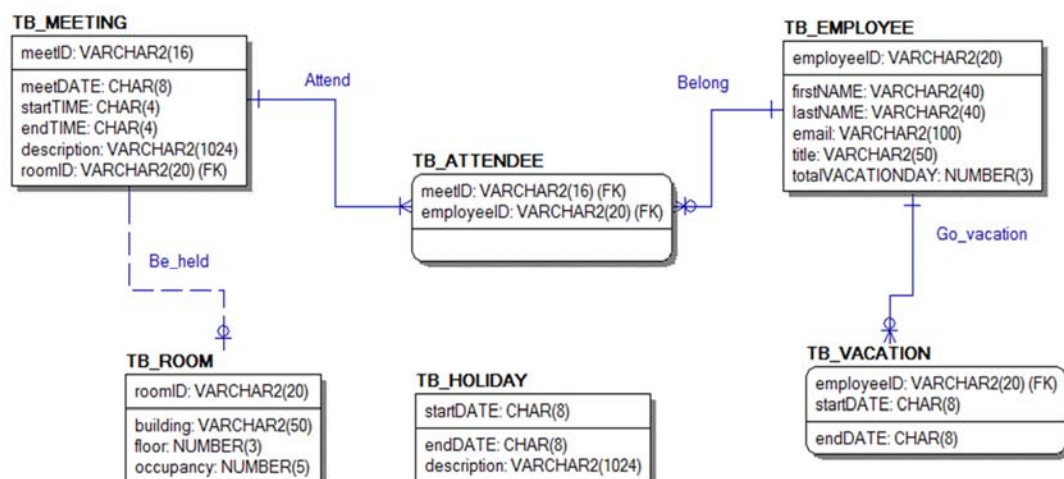 TB_MEETING
meetID: VARCHAR2(16)
meetDATE: CHAR(8)
startTIME: CHAR(4)
endTIME: CHAR(4)
description: VARCHAR2(1024)
roomID: VARCHAR2(20) (FK)
Attend
TB_ATTENDEE
meetID: VARCHAR2(16) (FK)
employeeID: VARCHAR2(20) (FK)
Belong
TB_EMPLOYEE
employeeID: VARCHAR2(20)
firstNAME: VARCHAR2(40)
lastNAME: VARCHAR2(40)
email: VARCHAR2(100)
title: VARCHAR2(50)
totalVACATIONDAY: NUMBER(3)
Be_held
Go_vacation
TB_ROOM
roomID: VARCHAR2(20)
building: VARCHAR2(50)
floor: NUMBER(3)
occupancy: NUMBER(5)
TB_HOLIDAY
startDATE: CHAR(8)
endDATE: CHAR(8)
description: VARCHAR2(1024)
TB_VACATION
employeeID: VARCHAR2(20) (FK)
startDATE: CHAR(8)
endDATE: CHAR(8)